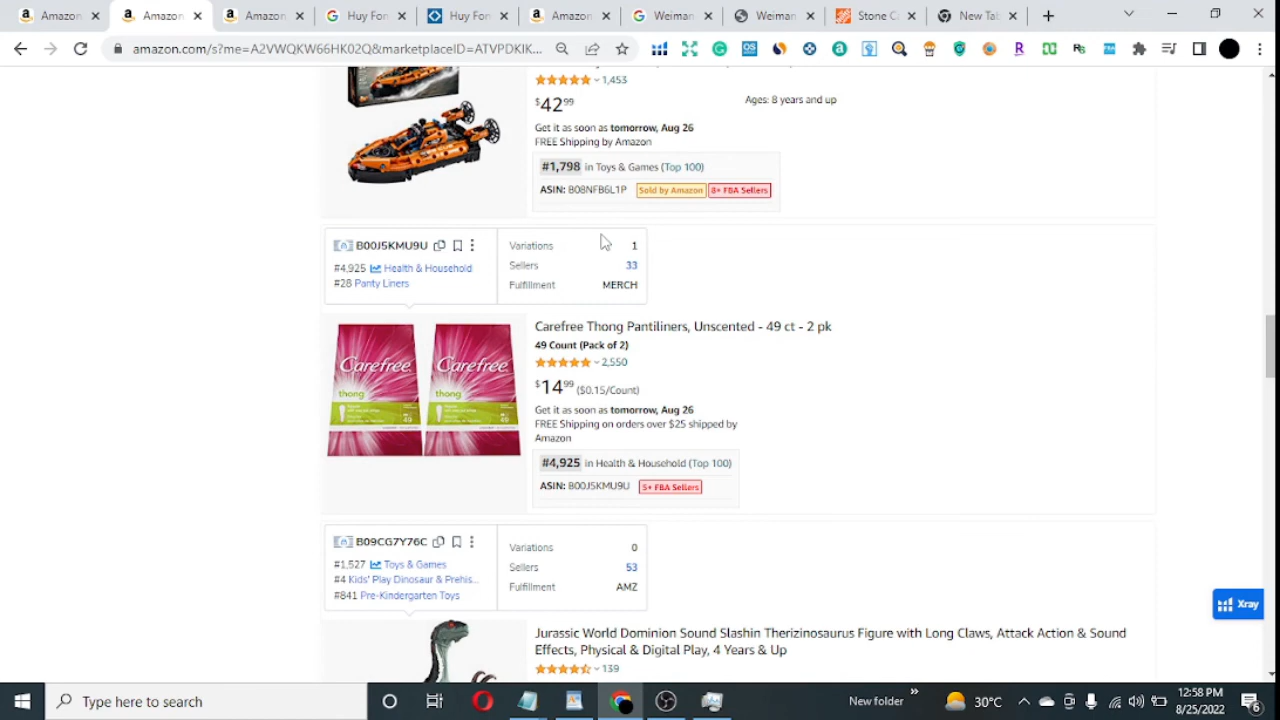 Amazon
Amazon
Amazon
Huy Fon
Huy Fon
Amazon
Weiman
Weiman
Stone C
New Tab
amazon.com/s?me=A2VWQKW66HK02Q&marketplaceID=ATVPDKIK...
1,453
$42 99
Ages: 8 years and up
Get it as soon as tomorrow, Aug 26
FREE Shipping by Amazon
#1,798 in Toys & Games (Top 100)
ASIN: B08NFB6L1P Sold by Amazon 8+ FBA Sellers
B00J5KMU9U
#4,925 Health & Household
#28 Panty Liners
Variations 1
Sellers 33
Fulfillment MERCH
Carefree
thong
49
Carefree
thong
49
Carefree Thong Pantiliners, Unscented - 49 ct - 2 pk
49 Count (Pack of 2)
2,550
$14 99 ($0.15/Count)
Get it as soon as tomorrow, Aug 26
FREE Shipping on orders over $25 shipped by
Amazon
#4,925 in Health & Household (Top 100)
ASIN: B00J5KMU9U 5+ FBA Sellers
B09CG7Y76C
#1,527 Toys & Games
#4 Kids' Play Dinosaur & Prehis...
#841 Pre-Kindergarten Toys
Variations 0
Sellers 53
Fulfillment AMZ
Xray
Jurassic World Dominion Sound Slashin Therizinosaurus Figure with Long Claws, Attack Action & Sound
Effects, Physical & Digital Play, 4 Years & Up
139
Type here to search
New folder
30°C
12:58 PM
8/25/2022
6